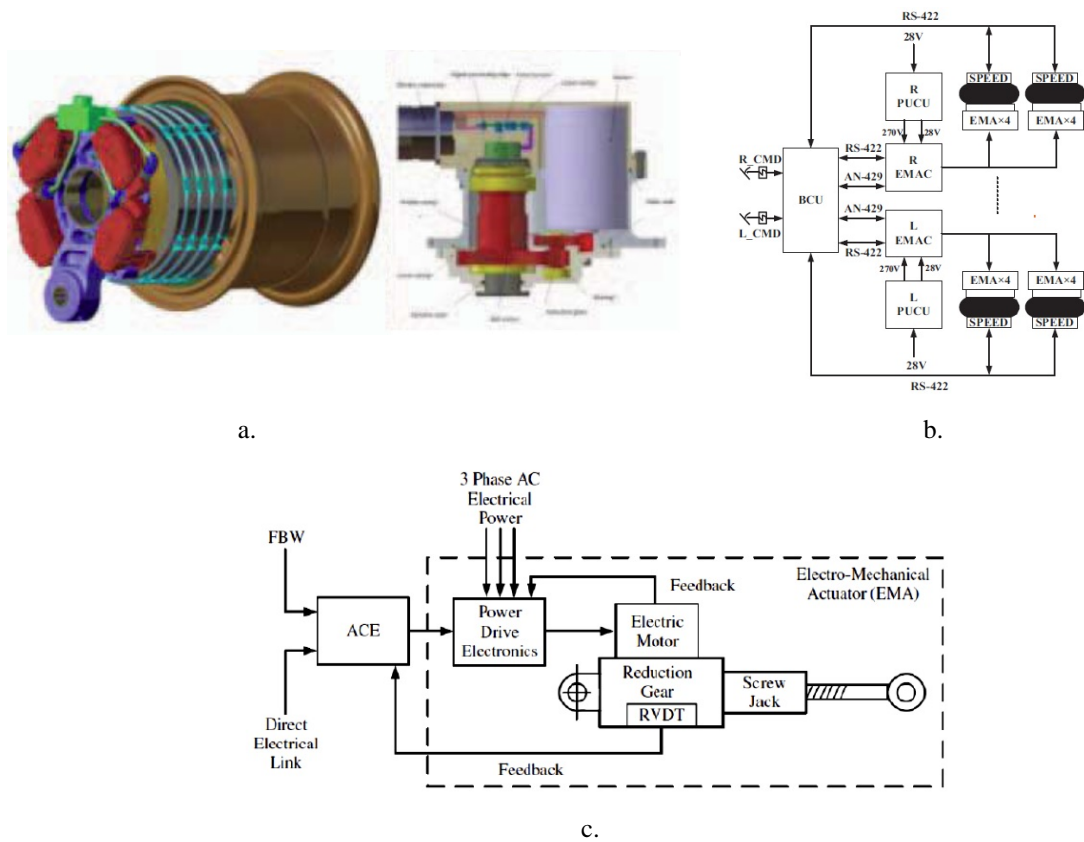 RS-422
28V
R
PUCU
SPEED
SPEED
EMA×4
EMA×4
270V
28V
RS-422
R
EMAC
R_CMD
AN-429
BCU
AN-429
L_CMD
L
EMAC
RS-422
270V
28V
EMA×4
EMA×4
L
PUCU
SPEED
SPEED
28V
RS-422
a.
b.
3 Phase AC
Electrical
Power
FBW
Feedback
Electro-Mechanical
Actuator (EMA)
ACE
Power
Drive
Electronics
Electric
Motor
Reduction
Gear
Screw
Jack
RVDT
Direct
Electrical
Link
Feedback
c.